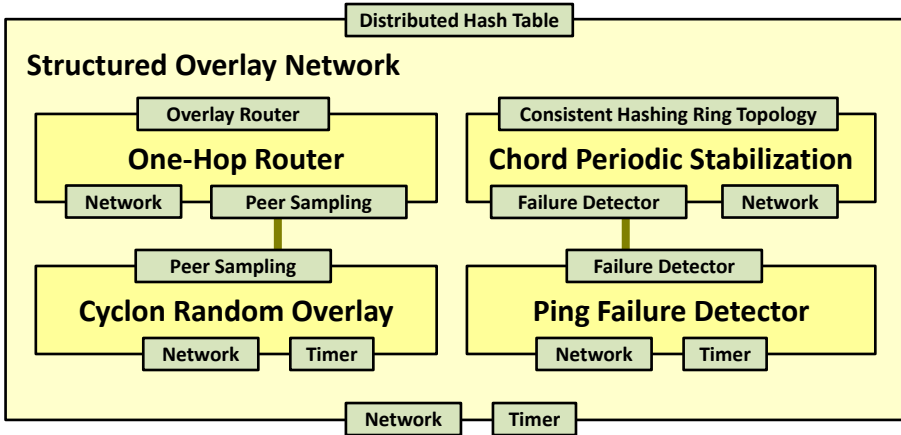 Distributed Hash Table
Structured Overlay Network
Overlay Router
One-Hop Router
Network
Peer Sampling
Consistent Hashing Ring Topology
Chord Periodic Stabilization
Failure Detector
Network
Peer Sampling
Cyclon Random Overlay
Network
Timer
Failure Detector
Ping Failure Detector
Network
Timer
Network
Timer